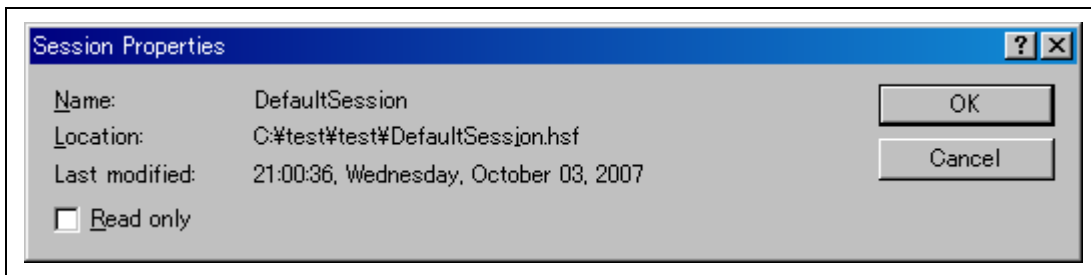 Session Properties
Name: DefaultSession
Location: C:¥test¥test¥DefaultSession.hsf
Last modified: 21:00:36, Wednesday, October 03, 2007
Read only
OK
Cancel